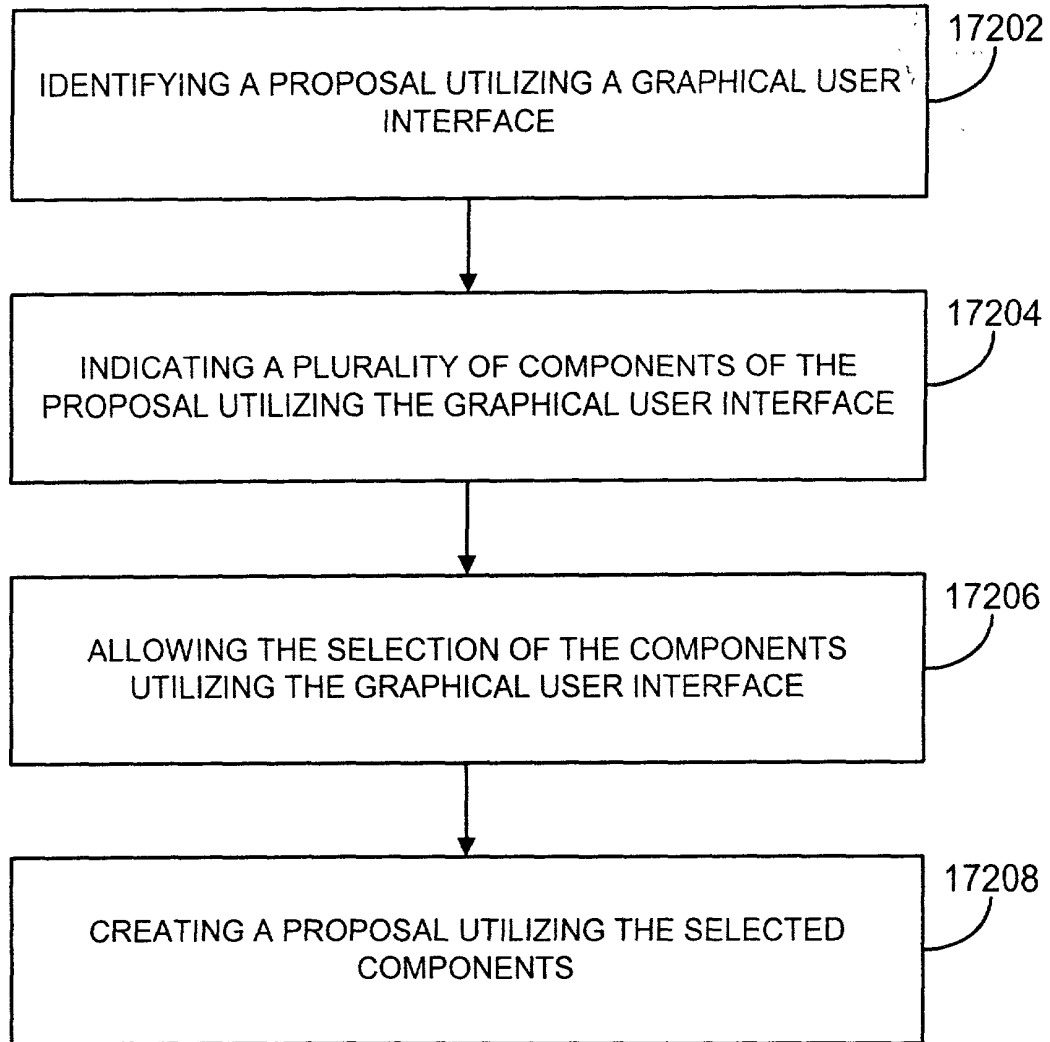 17202
IDENTIFYING A PROPOSAL UTILIZING A GRAPHICAL USER
INTERFACE
17204
INDICATING A PLURALITY OF COMPONENTS OF THE
PROPOSAL UTILIZING THE GRAPHICAL USER INTERFACE
17206
ALLOWING THE SELECTION OF THE COMPONENTS
UTILIZING THE GRAPHICAL USER INTERFACE
17208
CREATING A PROPOSAL UTILIZING THE SELECTED
COMPONENTS